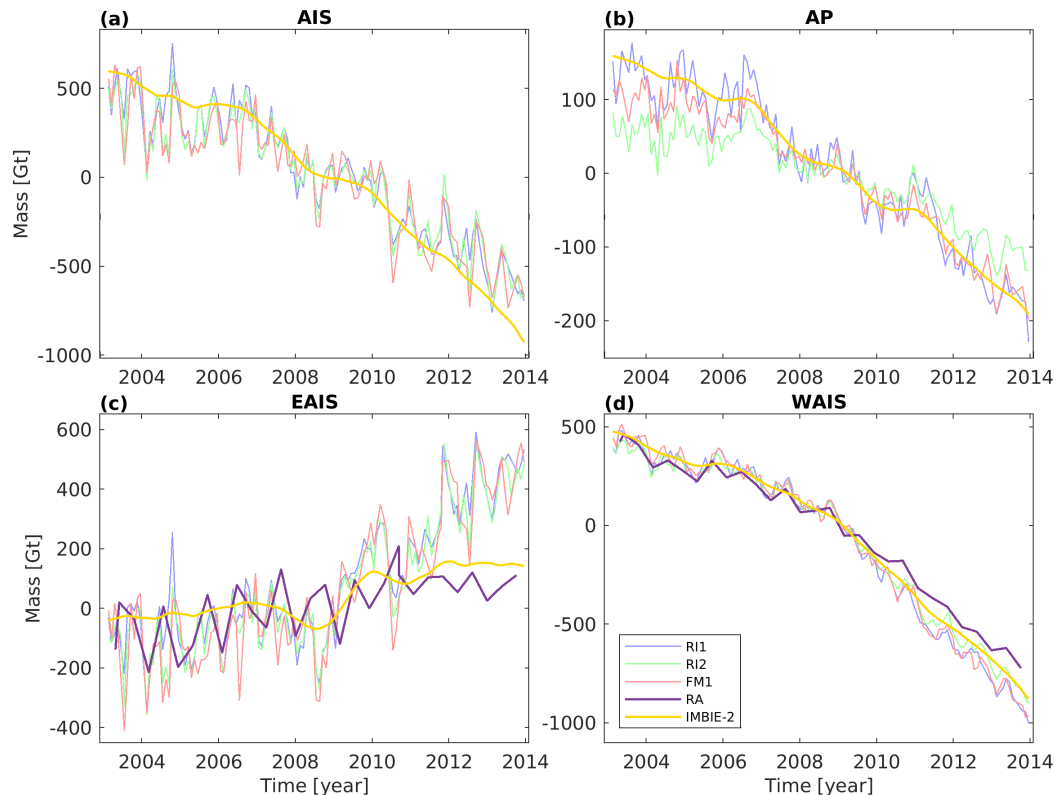 (a) AIS
(b) AP
Mass [Gt]
500
0
-500
-1000
2004 2006 2008 2010 2012 2014
100
0
-100
-200
2004 2006 2008 2010 2012 2014
(c) EAIS
(d) WAIS
Mass [Gt]
600
400
200
0
-200
-400
2004 2006 2008 2010 2012 2014
Time [year]
500
0
-500
-1000
RI1
RI2
FM1
RA
IMBIE-2
2004 2006 2008 2010 2012 2014
Time [year]